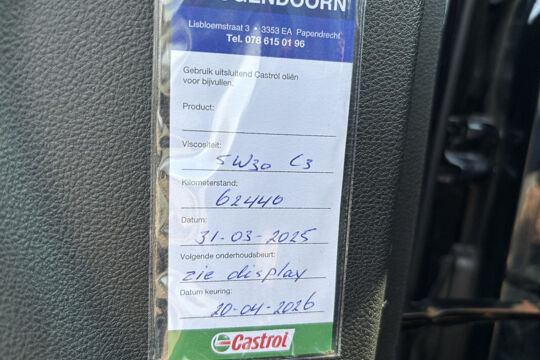 Lisbloemstraat 3 • 3353 EA Papendrecht
Tel. 078 615 01 96
Gebruik uitsluitend Castrol oliën
voor bijvullen.
Product:
Viscositeit:
5W30 C3
Kilometerstand:
62440
Datum:
31-03-2025
Volgende onderhoudsbeurt:
zie display
Datum keuring:
20-04-2026
Castrol